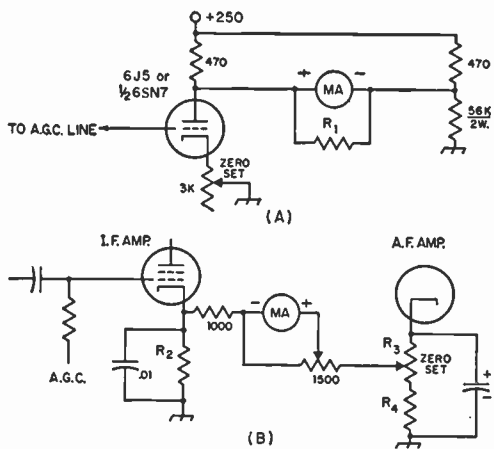 +250
470
470
6J5 or
½6SN7
+ MA -
R1
56K
2W.
TO A.G.C. LINE
ZERO
SET
3K
(A)
I.F. AMP.
A.F. AMP.
- MA +
1000
R2
.01
1500
R3
ZERO
SET
R4
+
-
A.G.C.
(B)